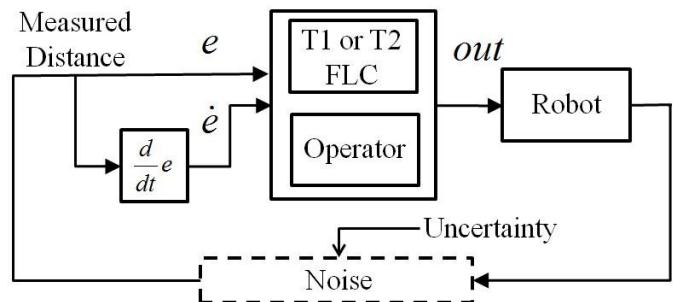 Measured
Distance
e
ė
d
dt
e
T1 or T2
FLC
Operator
out
Robot
Uncertainty
Noise